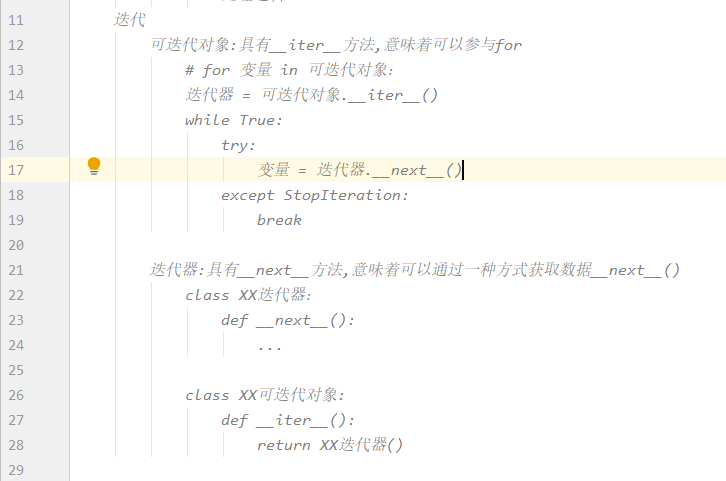 11 迭代
12 可迭代对象:具有__iter__方法,意味着可以参与for
13 # for 变量 in 可迭代对象:
14 迭代器 = 可迭代对象.__iter__()
15 while True:
16 try:
17 变量 = 迭代器.__next__()
18 except StopIteration:
19 break
20
21 迭代器:具有__next__方法,意味着可以通过一种方式获取数据__next__()
22 class XX迭代器:
23 def __next__():
24 ...
25
26 class XX可迭代对象:
27 def __iter__():
28 return XX迭代器()
29